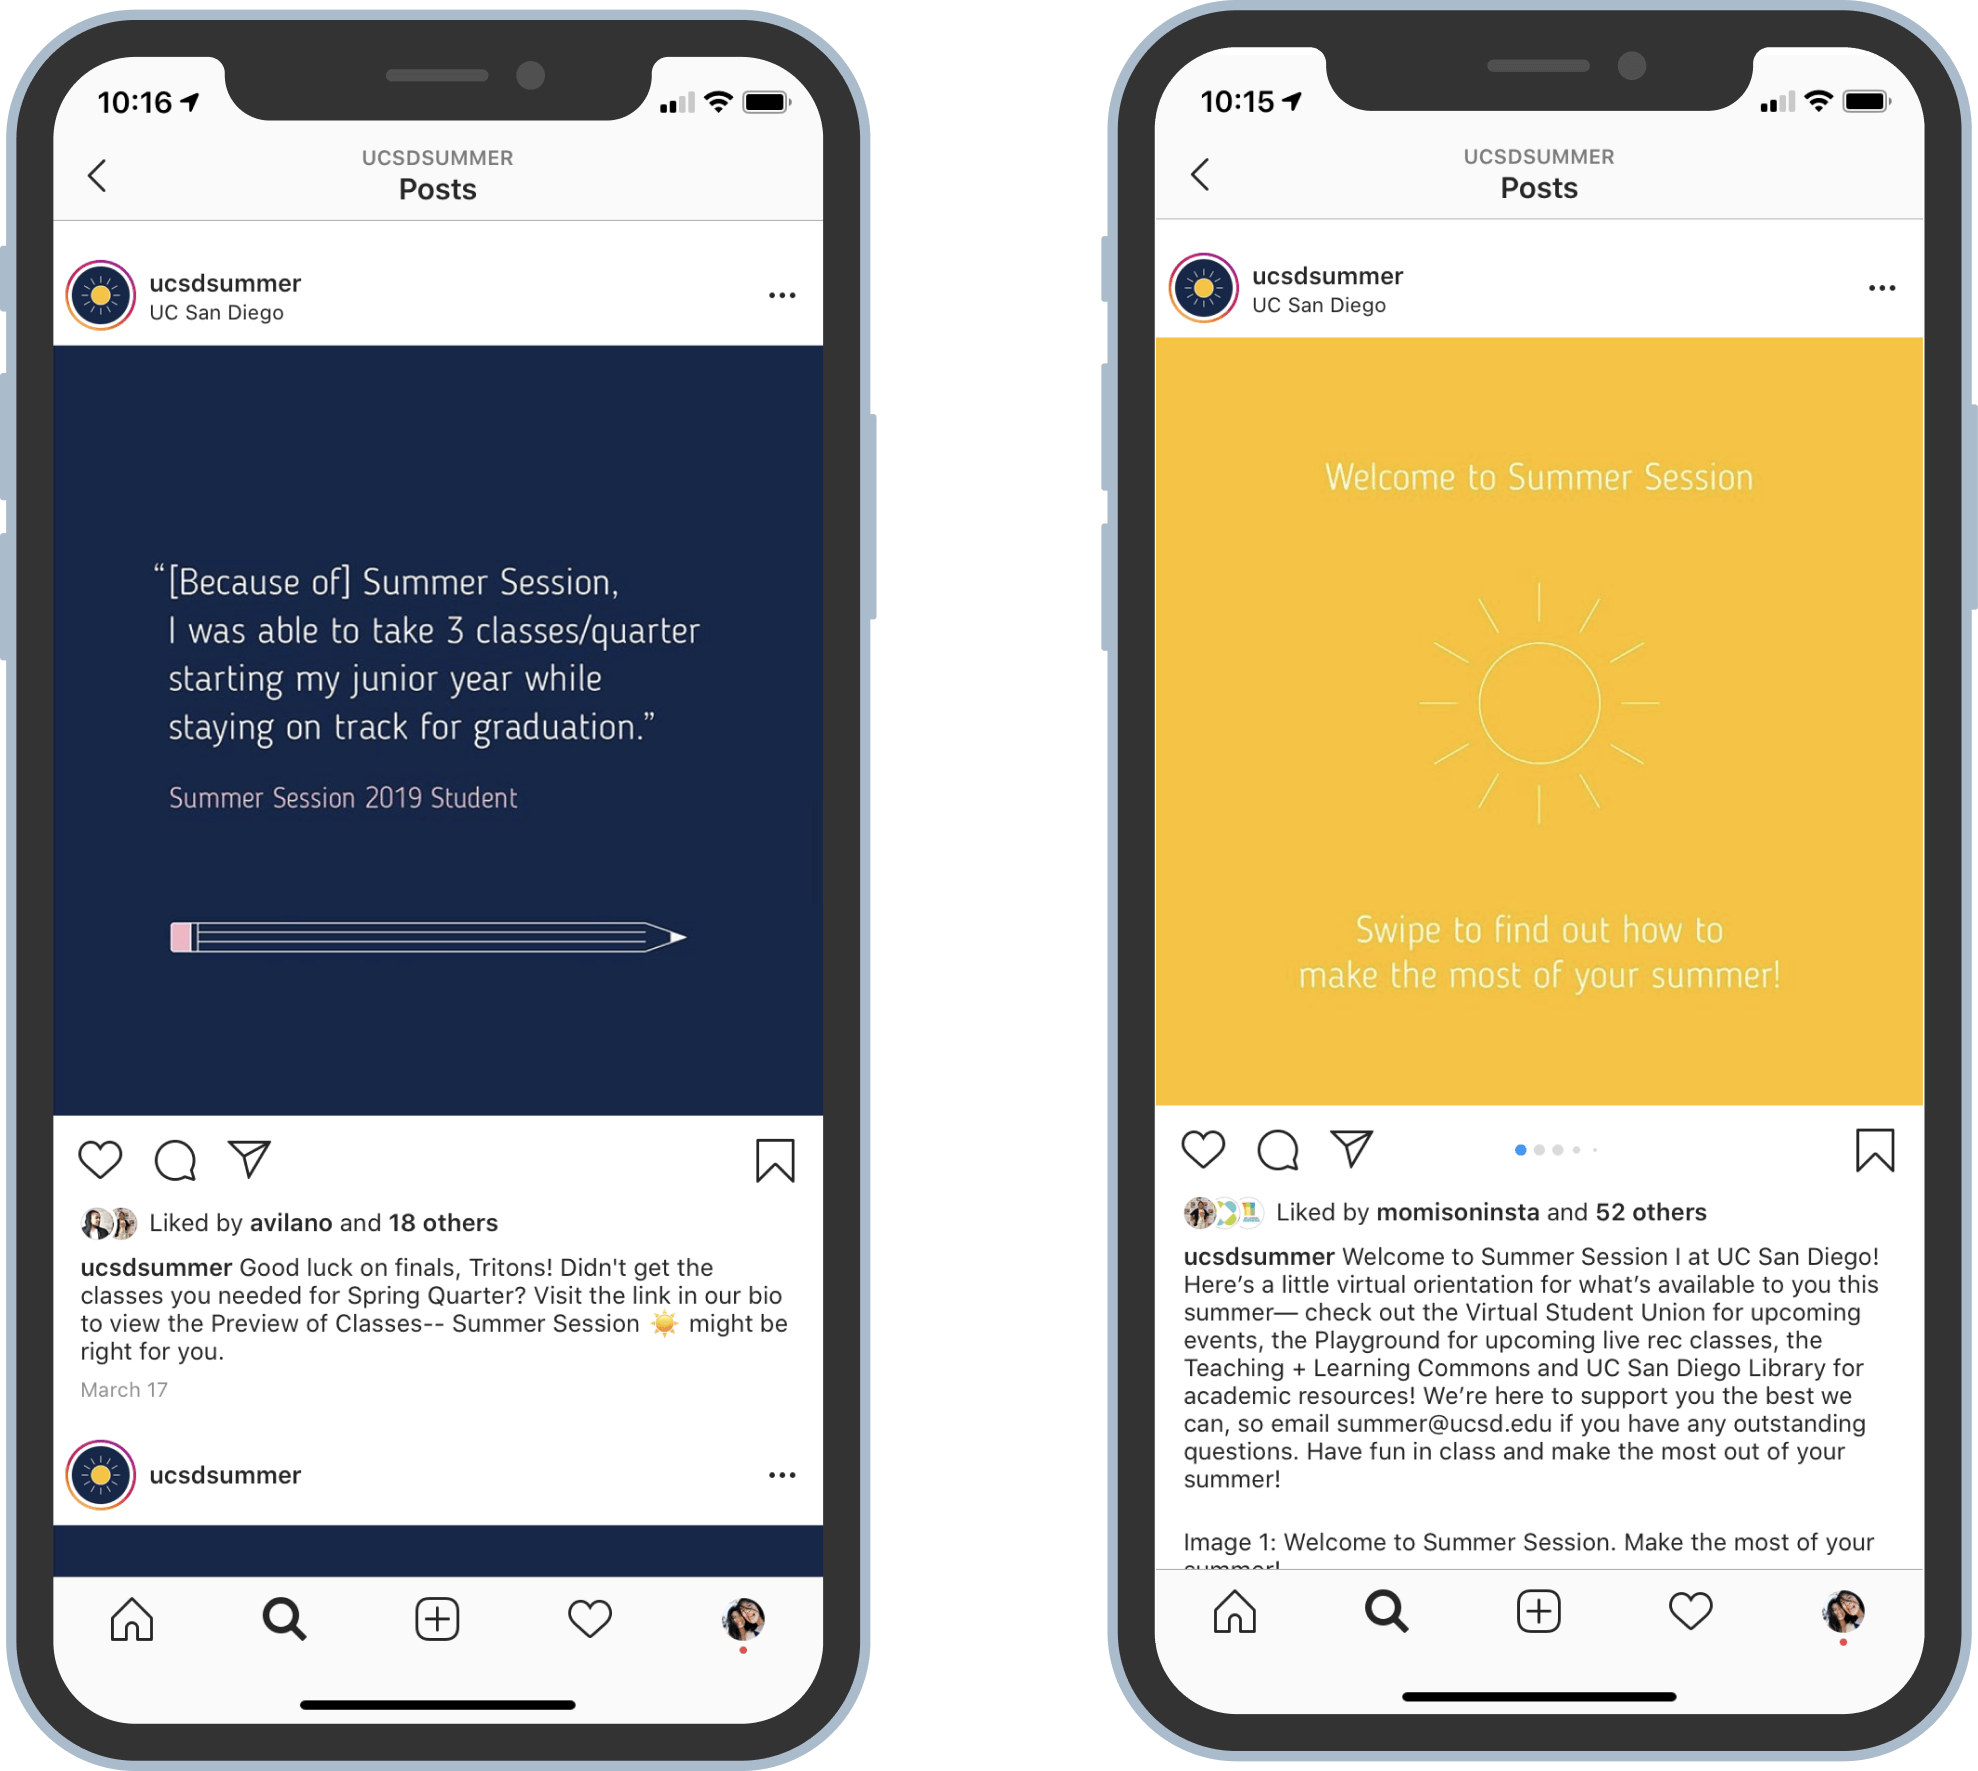 10:16
UCSDSUMMER
Posts
ucsdsummer
UC San Diego
“[Because of] Summer Session,
I was able to take 3 classes/quarter
starting my junior year while
staying on track for graduation.”
Summer Session 2019 Student
Liked by avilano and 18 others
ucsdsummer Good luck on finals, Tritons! Didn't get the
classes you needed for Spring Quarter? Visit the link in our bio
to view the Preview of Classes-- Summer Session ☀️ might be
right for you.
March 17
ucsdsummer
10:15
UCSDSUMMER
Posts
ucsdsummer
UC San Diego
Welcome to Summer Session
Swipe to find out how to
make the most of your summer!
Liked by momisoninsta and 52 others
ucsdsummer Welcome to Summer Session I at UC San Diego!
Here’s a little virtual orientation for what’s available to you this
summer— check out the Virtual Student Union for upcoming
events, the Playground for upcoming live rec classes, the
Teaching + Learning Commons and UC San Diego Library for
academic resources! We’re here to support you the best we
can, so email summer@ucsd.edu if you have any outstanding
questions. Have fun in class and make the most out of your
summer!
Image 1: Welcome to Summer Session. Make the most of your
summer!